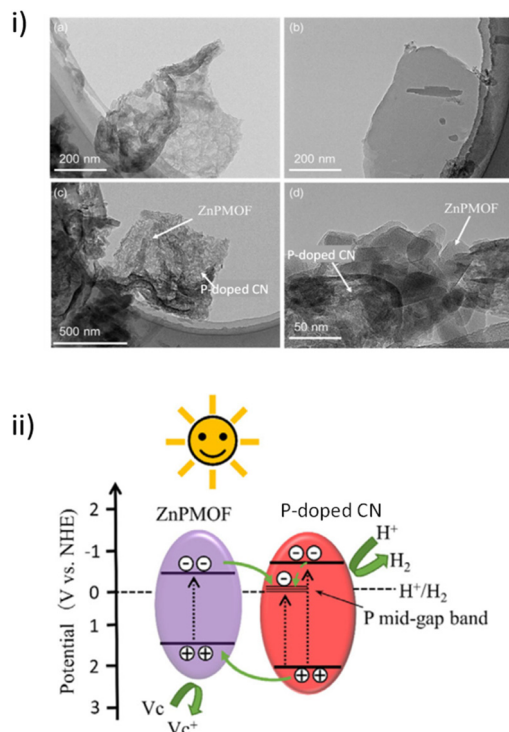 i)
(a)
200 nm
(b)
200 nm
(c)
ZnPMOF
P-doped CN
500 nm
(d)
ZnPMOF
P-doped CN
50 nm
ii)
ZnPMOF
P-doped CN
Potential (V vs. NHE)
2
-1
0
1
2
3
H⁺
H₂
H⁺/H₂
P mid-gap band
Vc
Vc⁺